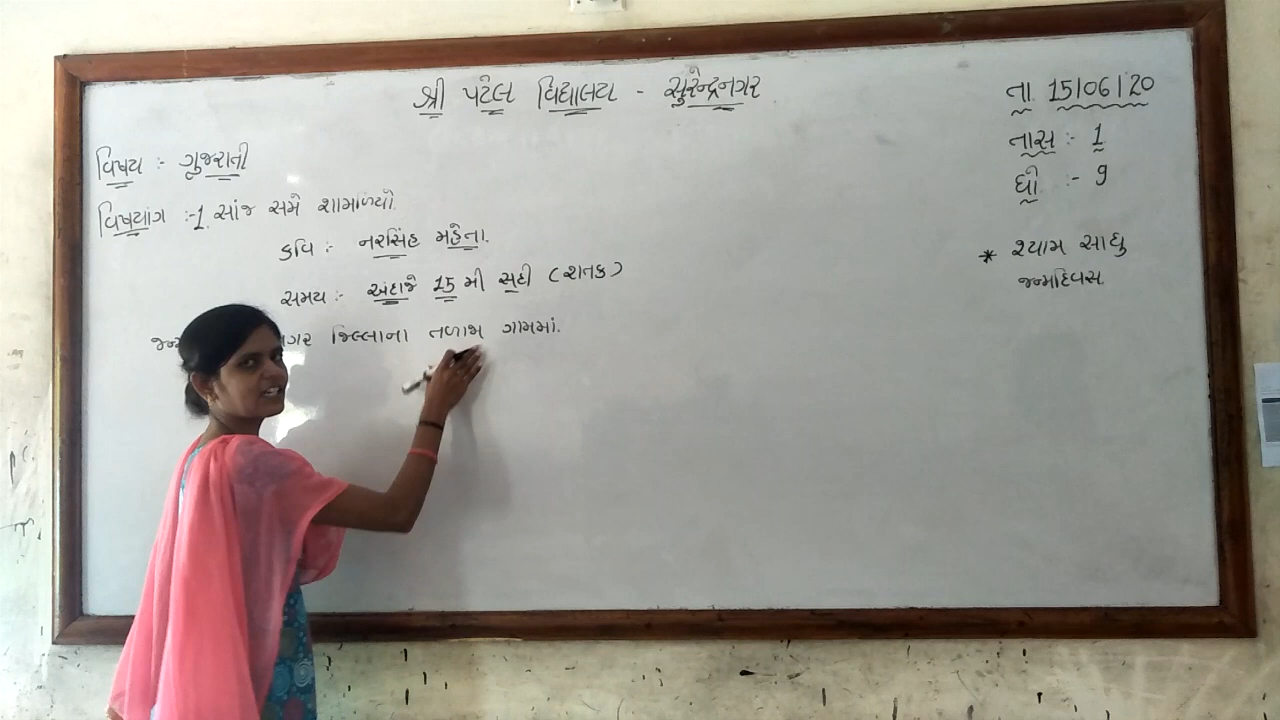 શ્રી પટેલ વિદ્યાલય - સુરેન્દ્રનગર
તા. 15/06/20
તાસ :- 1
ધો :- 9
વિષય :- ગુજરાતી
વિષયાંગ :- 1. સાંજ સમે શામળિયો.
કવિ :- નરસિંહ મહેતા.
સમય :- અંદાજે 15 મી સદી (શતક)
જિલ્લાના તળાજા ગામમાં.
* શ્યામ સાધુ
જન્મદિવસ.